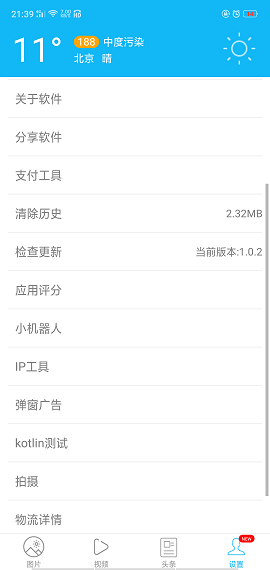 21:39
11°
188 中度污染
北京 晴
关于软件
分享软件
支付工具
清除历史 2.32MB
检查更新 当前版本:1.0.2
应用评分
小机器人
IP工具
弹窗广告
kotlin测试
拍摄
物流详情
NEW
图片 视频 头条 设置